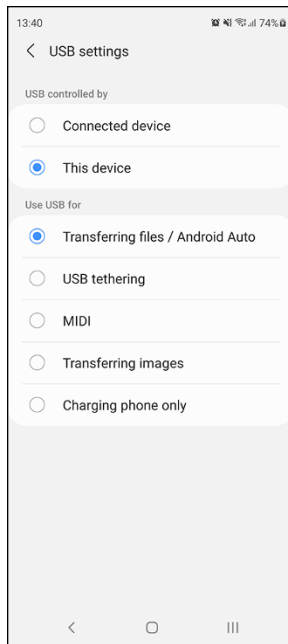 13:40 74%
USB settings
USB controlled by
Connected device
This device
Use USB for
Transferring files / Android Auto
USB tethering
MIDI
Transferring images
Charging phone only